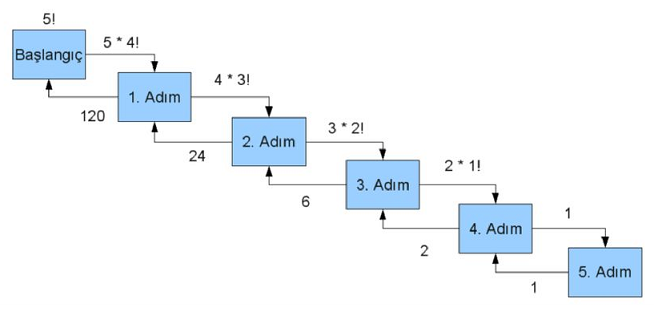 5!
Başlangıç
5 * 4!
1. Adım
120
4 * 3!
2. Adım
24
3 * 2!
3. Adım
6
2 * 1!
4. Adım
2
1
5. Adım
1